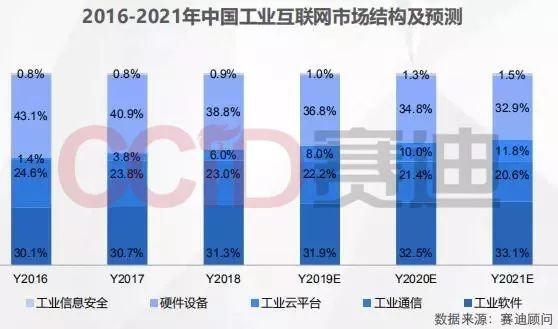 2016-2021年中国工业互联网市场结构及预测
0.8% 0.8% 0.9% 1.0% 1.3% 1.5%
43.1% 40.9% 38.8% 36.8% 34.8% 32.9%
1.4% 3.8% 6.0% 8.0% 10.0% 11.8%
24.6% 23.8% 23.0% 22.2% 21.4% 20.6%
CCID赛迪
30.1% 30.7% 31.3% 31.9% 32.5% 33.1%
Y2016 Y2017 Y2018 Y2019E Y2020E Y2021E
工业信息安全 硬件设备 工业云平台 工业通信 工业软件
数据来源：赛迪顾问